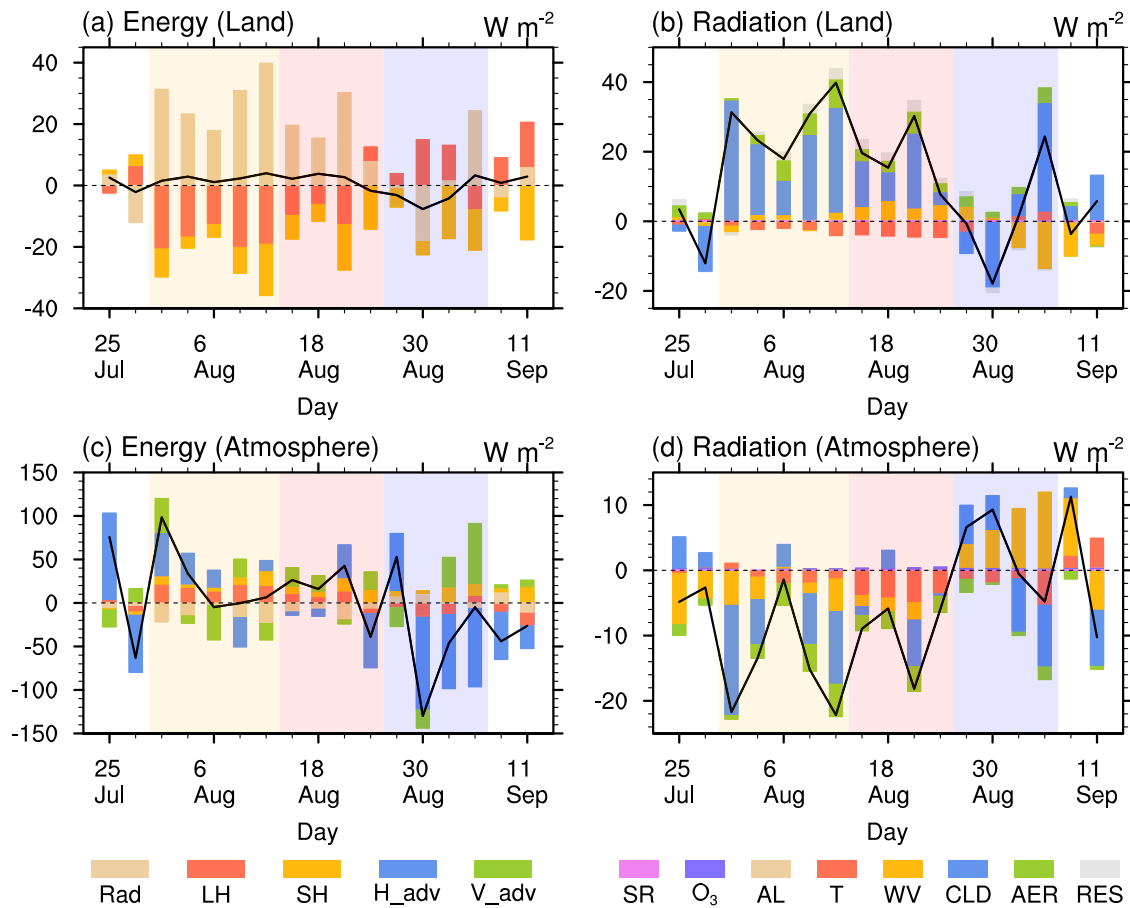 (a) Energy (Land) W m⁻²
40
20
0
-20
-40
25 6 18 30 11
Jul Aug Aug Aug Sep
Day
(b) Radiation (Land) W m⁻²
40
20
0
-20
25 6 18 30 11
Jul Aug Aug Aug Sep
Day
(c) Energy (Atmosphere) W m⁻²
150
100
50
0
-50
-100
-150
25 6 18 30 11
Jul Aug Aug Aug Sep
Day
(d) Radiation (Atmosphere) W m⁻²
10
0
-10
-20
25 6 18 30 11
Jul Aug Aug Aug Sep
Day
Rad LH SH H_adv V_adv
SR O₃ AL T WV CLD AER RES